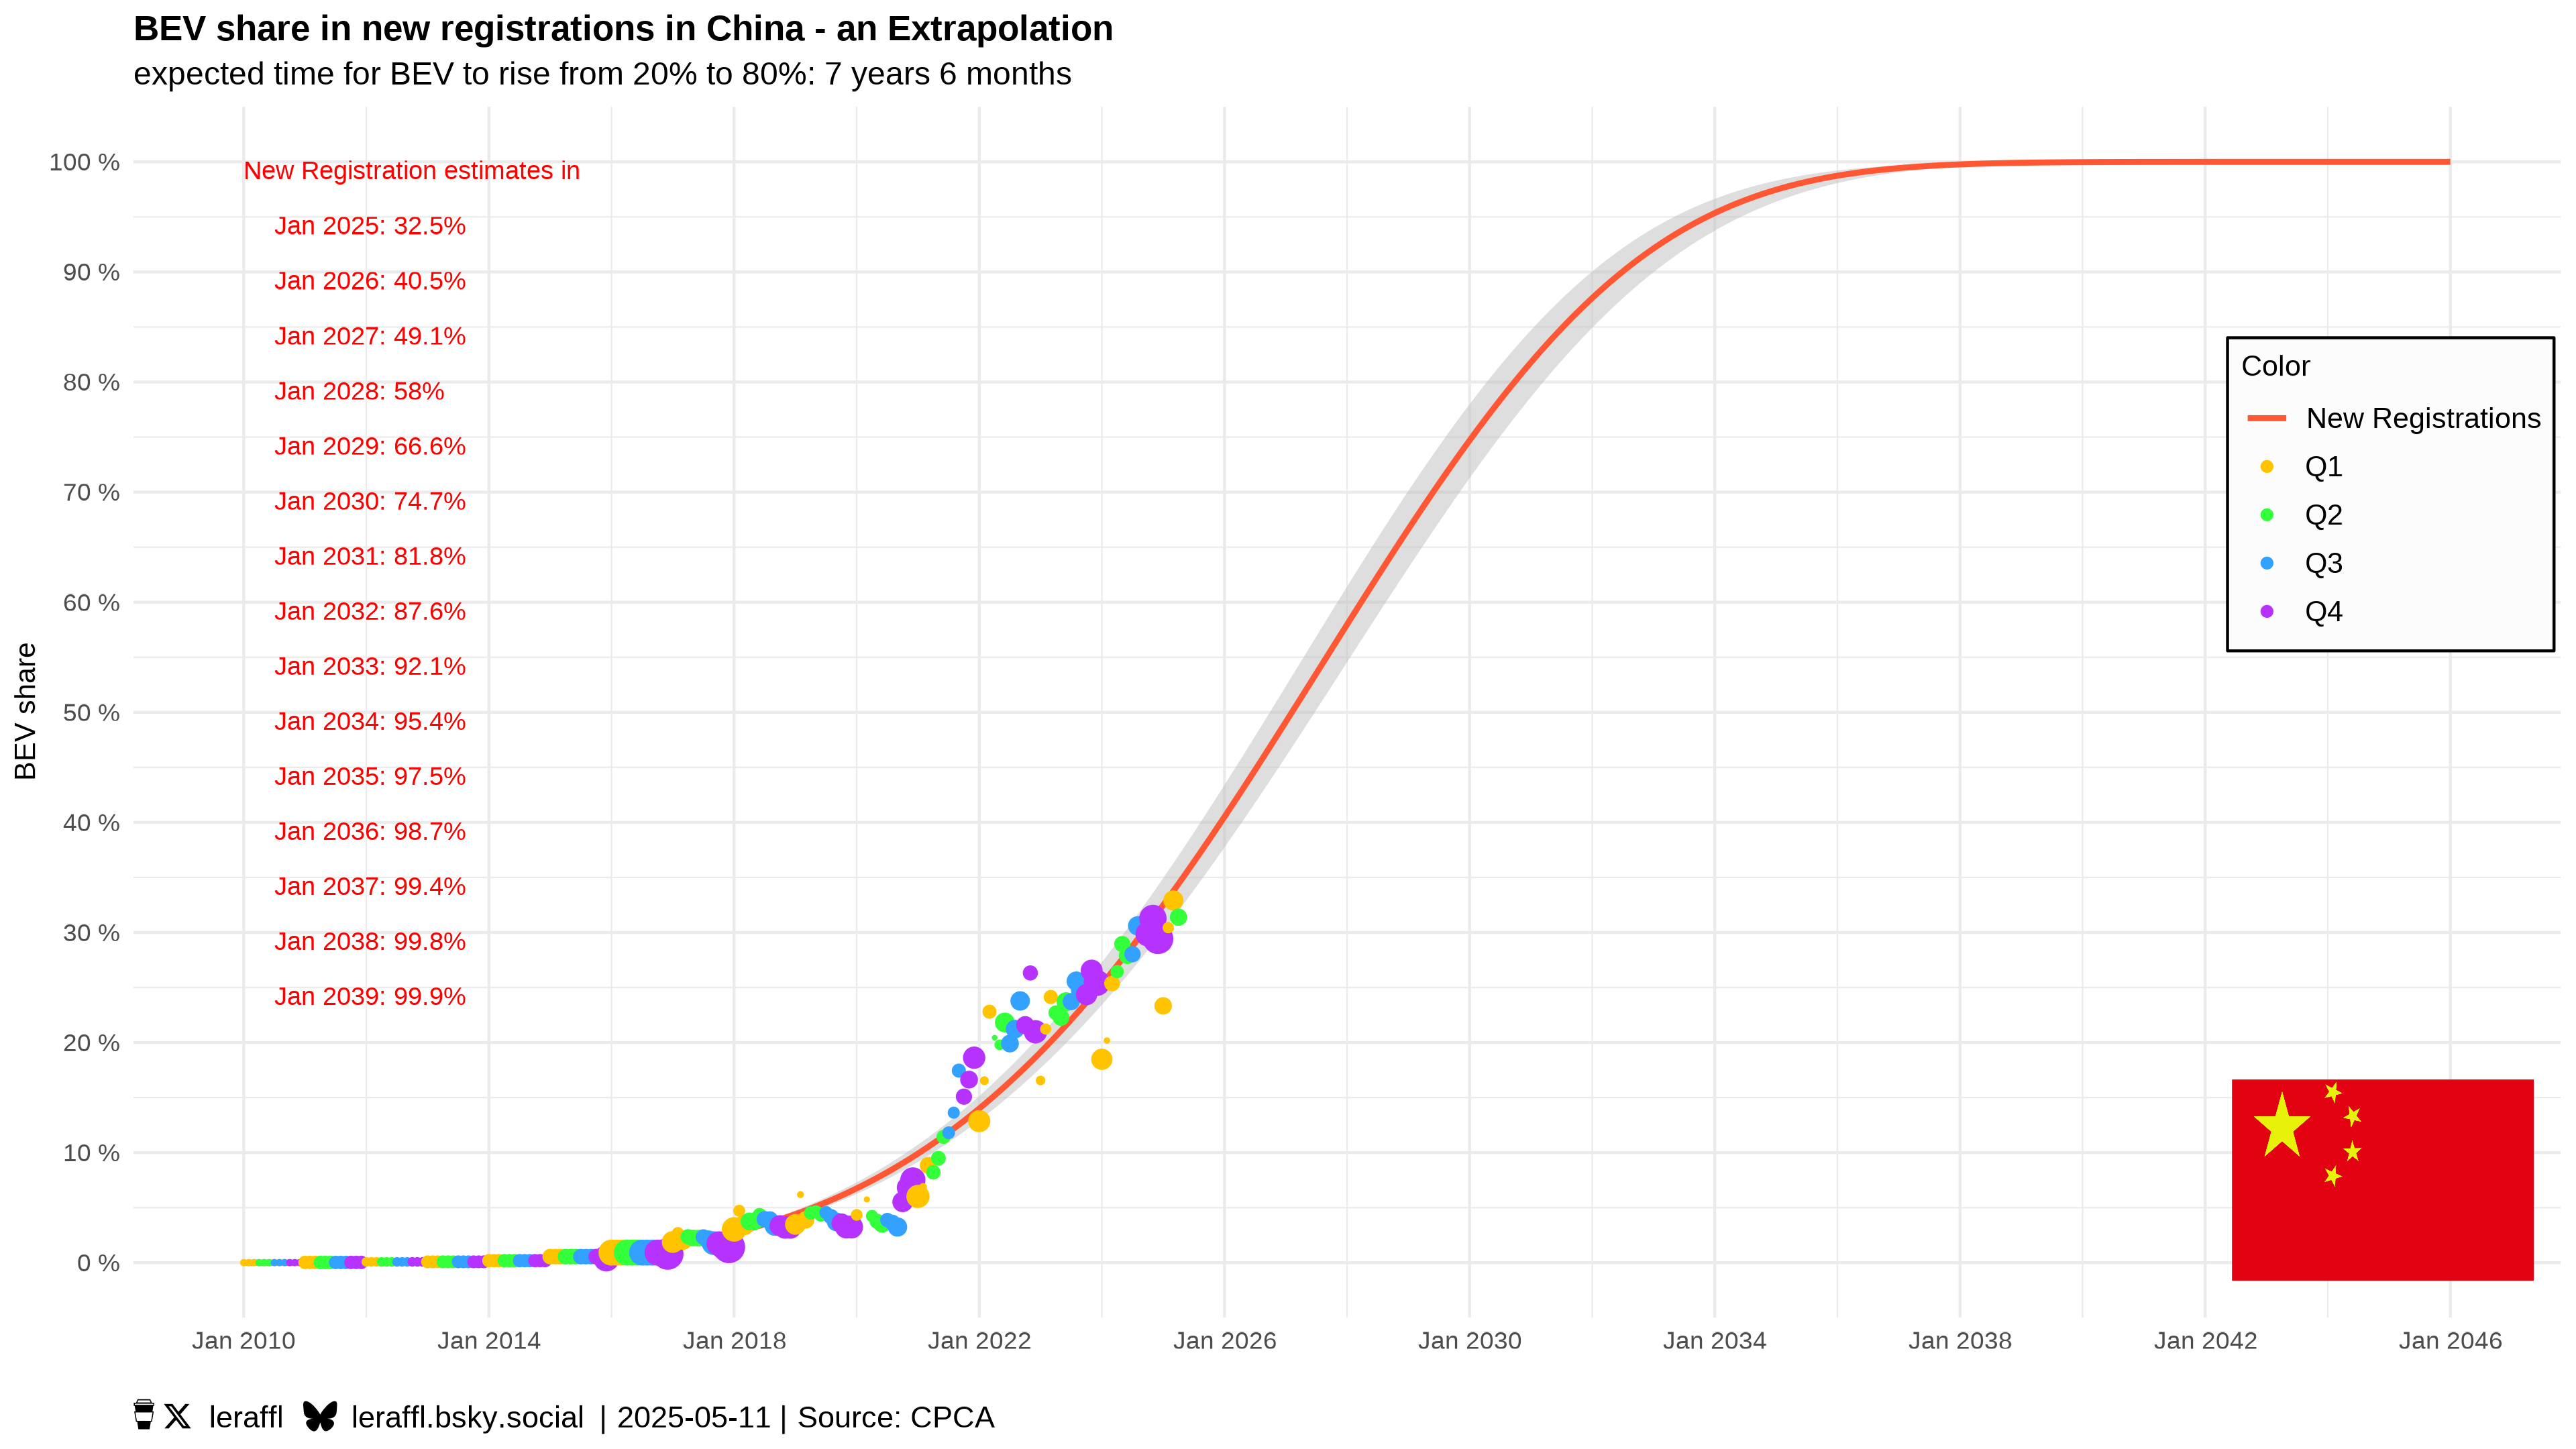 BEV share in new registrations in China - an Extrapolation
expected time for BEV to rise from 20% to 80%: 7 years 6 months
100 %
90 %
80 %
70 %
60 %
50 %
40 %
30 %
20 %
10 %
0 %
BEV share
New Registration estimates in
Jan 2025: 32.5%
Jan 2026: 40.5%
Jan 2027: 49.1%
Jan 2028: 58%
Jan 2029: 66.6%
Jan 2030: 74.7%
Jan 2031: 81.8%
Jan 2032: 87.6%
Jan 2033: 92.1%
Jan 2034: 95.4%
Jan 2035: 97.5%
Jan 2036: 98.7%
Jan 2037: 99.4%
Jan 2038: 99.8%
Jan 2039: 99.9%
Color
New Registrations
Q1
Q2
Q3
Q4
Jan 2010 Jan 2014 Jan 2018 Jan 2022 Jan 2026 Jan 2030 Jan 2034 Jan 2038 Jan 2042 Jan 2046
leraffl leraffl.bsky.social | 2025-05-11 | Source: CPCA